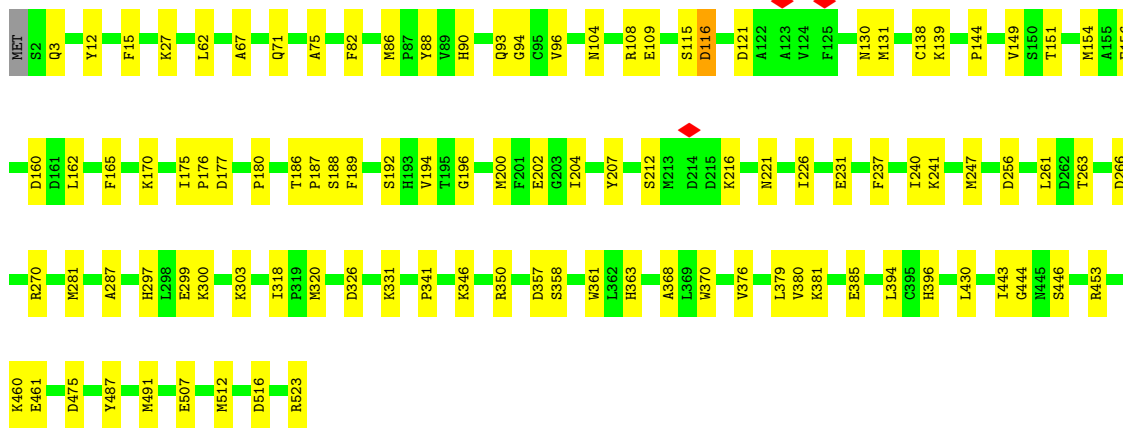 MET S2 Q3 Y12 F15 K27 L62 A67 Q71 A75 F82 M86 P87 Y88 V89 H90 Q93 G94 C95 V96 N104 R108 E109 S115 D116 D121 A122 A123 V124 F125 N130 M131 C138 K139 P144 V149 S150 T151 M154 A155
D160 D161 L162 F165 K170 I175 P176 D177 P180 T186 P187 S188 F189 S192 H193 V194 T195 G196 M200 F201 E202 G203 I204 Y207 S212 M213 D214 D215 K216 N221 I226 E231 F237 I240 K241 M247 D256 L261 D262 T263 D266
R270 M281 A287 H297 L298 E299 K300 K303 I318 P319 M320 D326 K331 P341 K346 R350 D357 S358 W361 L362 H363 A368 L369 W370 V376 L379 V380 K381 E385 L394 C395 H396 L430 I443 G444 N445 S446 R453
K460 E461 D475 Y487 M491 E507 M512 D516 R523